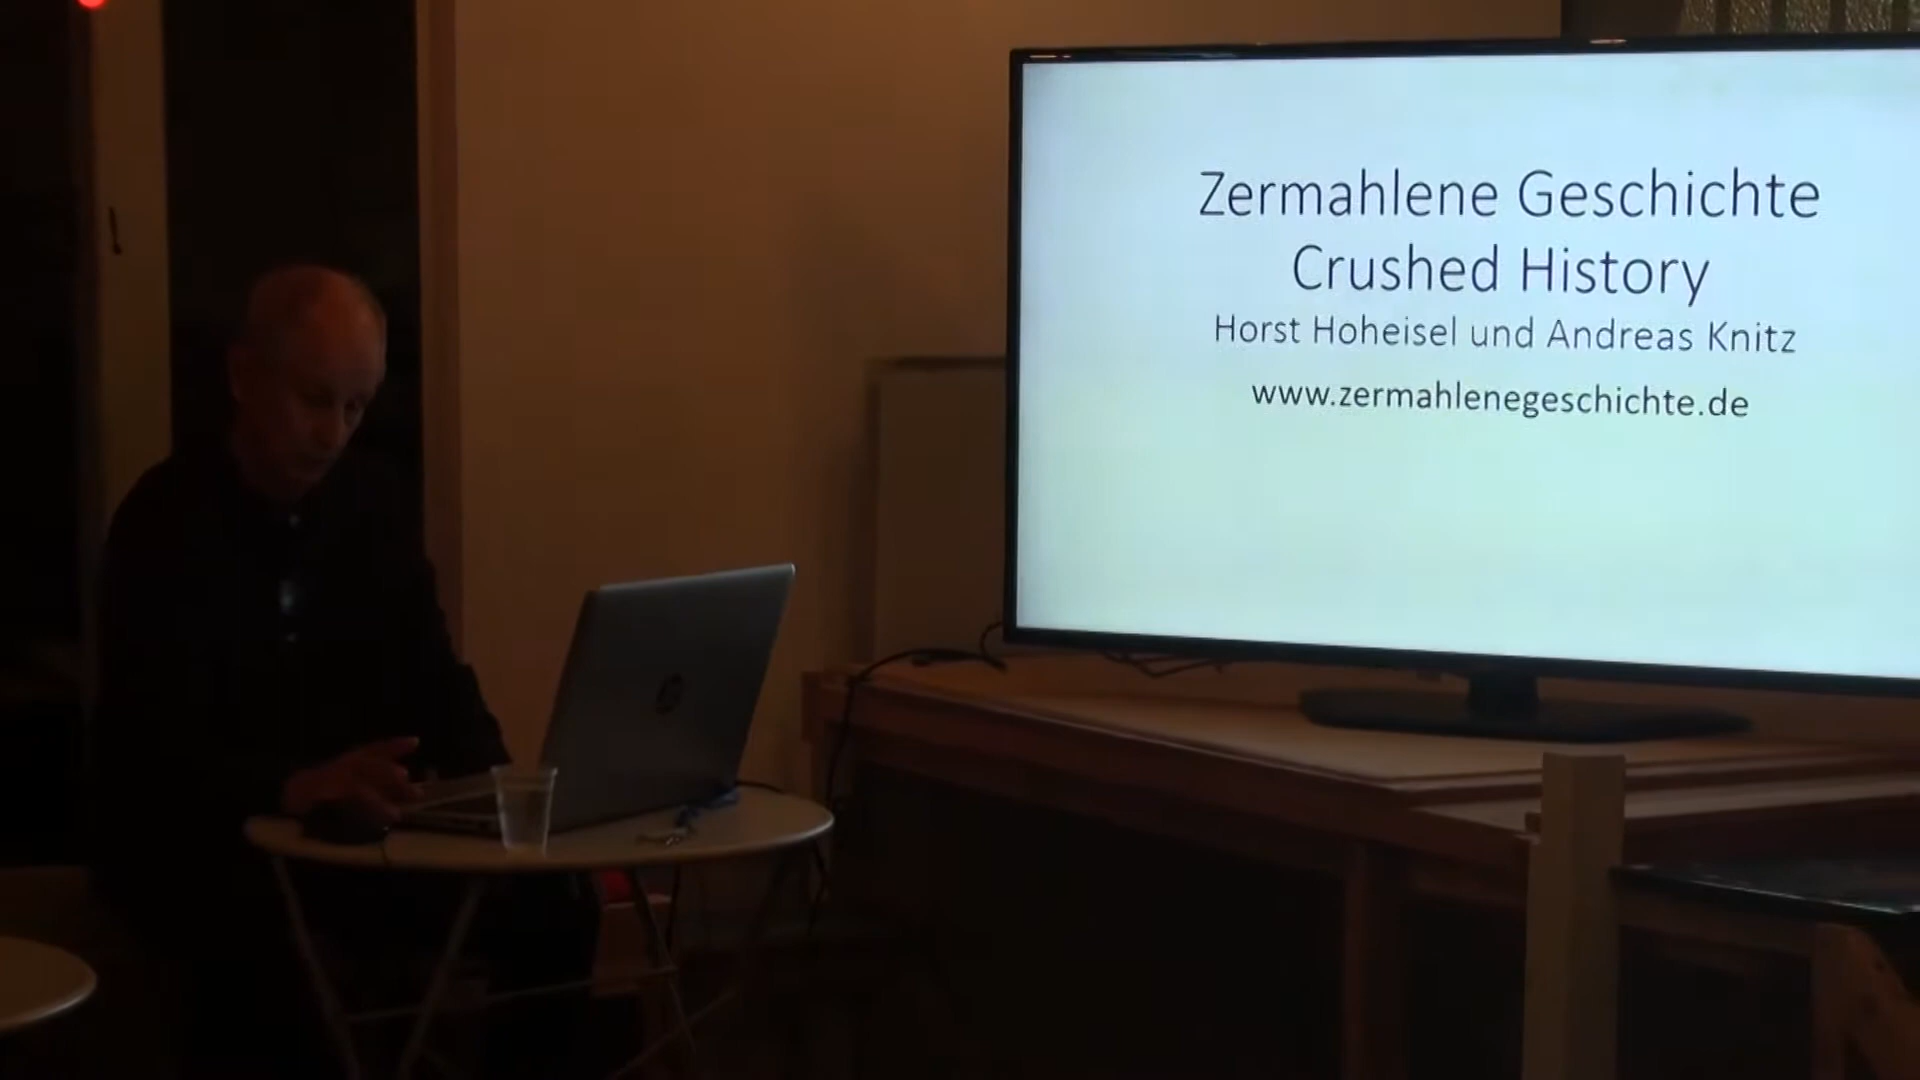 Zermahlene Geschichte
Crushed History
Horst Hoheisel und Andreas Knitz
www.zermahlenegeschichte.de